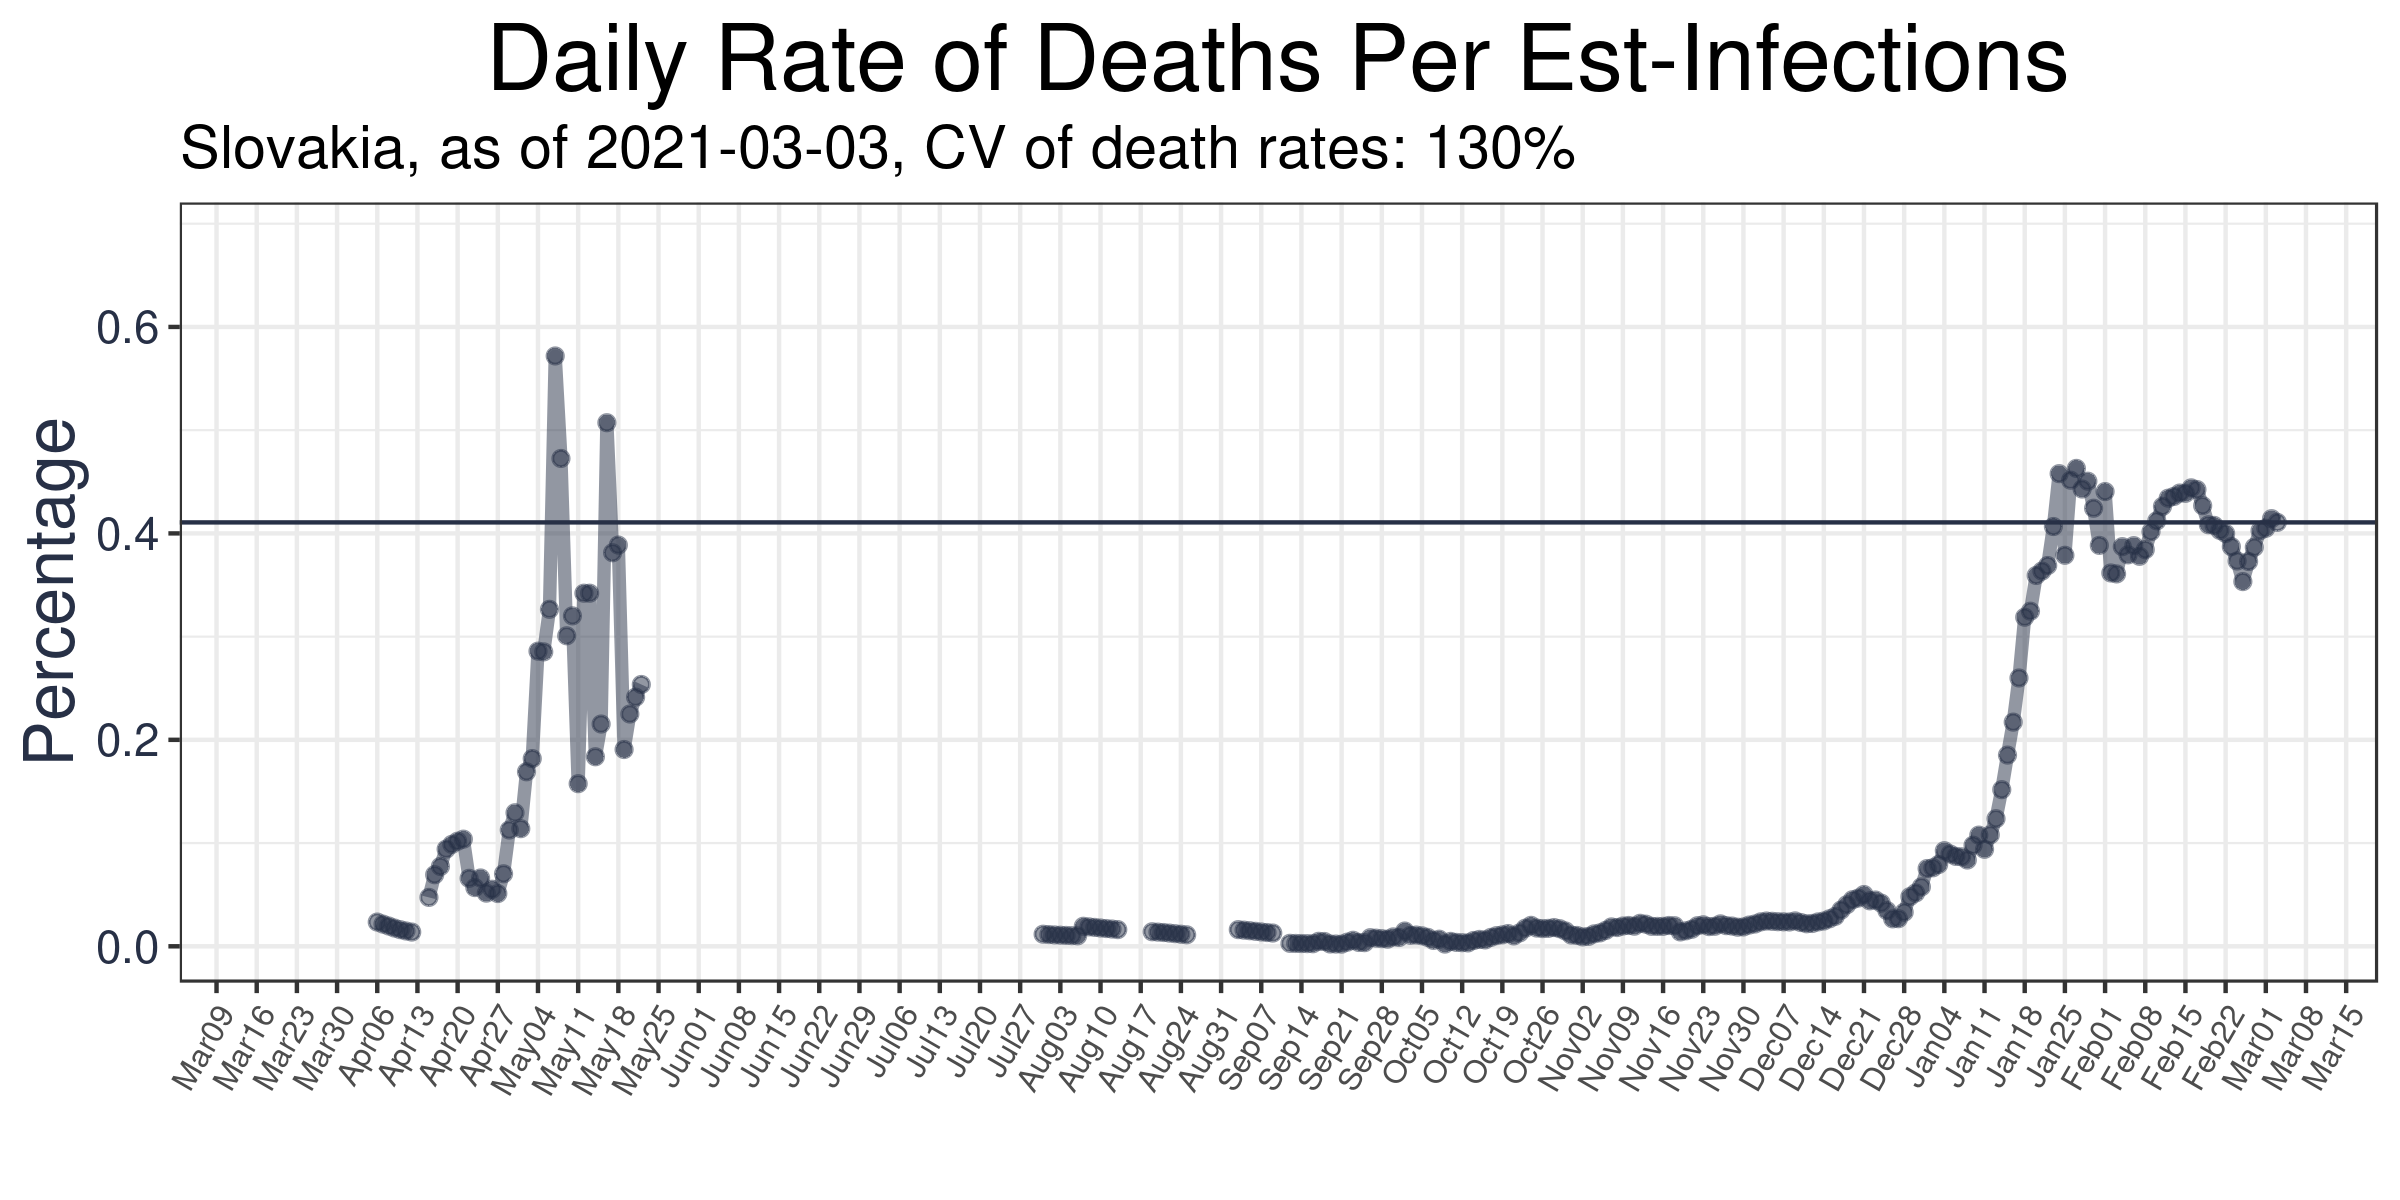 Daily Rate of Deaths Per Est-Infections
Slovakia, as of 2021-03-03, CV of death rates: 130%
Percentage
0.6
0.4
0.2
0.0
Mar09
Mar16
Mar23
Mar30
Apr06
Apr13
Apr20
Apr27
May04
May11
May18
May25
Jun01
Jun08
Jun15
Jun22
Jun29
Jul06
Jul13
Jul20
Jul27
Aug03
Aug10
Aug17
Aug24
Aug31
Sep07
Sep14
Sep21
Sep28
Oct05
Oct12
Oct19
Oct26
Nov02
Nov09
Nov16
Nov23
Nov30
Dec07
Dec14
Dec21
Dec28
Jan04
Jan11
Jan18
Jan25
Feb01
Feb08
Feb15
Feb22
Mar01
Mar08
Mar15